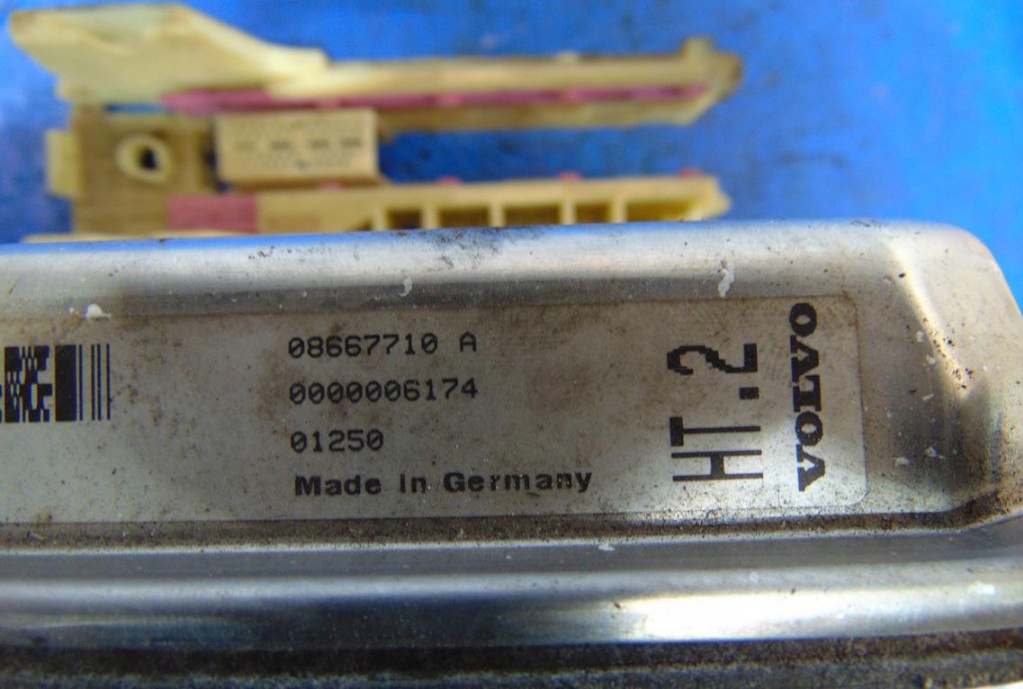 08667710 A
0000006174
01250
Made in Germany
HT.2
VOLVO